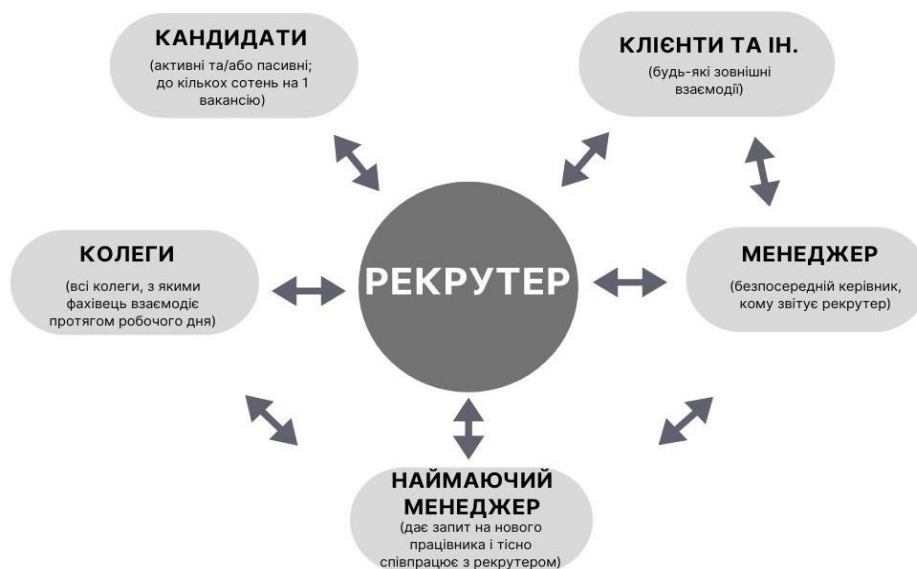 КАНДИДАТИ
(активні та/або пасивні;
до кількох сотень на 1
вакансію)
КЛІЄНТИ ТА ІН.
(будь-які зовнішні
взаємодії)
КОЛЕГИ
(всі колеги, з якими
фахівець взаємодіє
протягом робочого дня)
РЕКРУТЕР
МЕНЕДЖЕР
(безпосередній керівник,
кому звітує рекрутер)
НАЙМАЮЧИЙ
МЕНЕДЖЕР
(дає запит на нового
працівника і тісно
співпрацює з рекрутером)